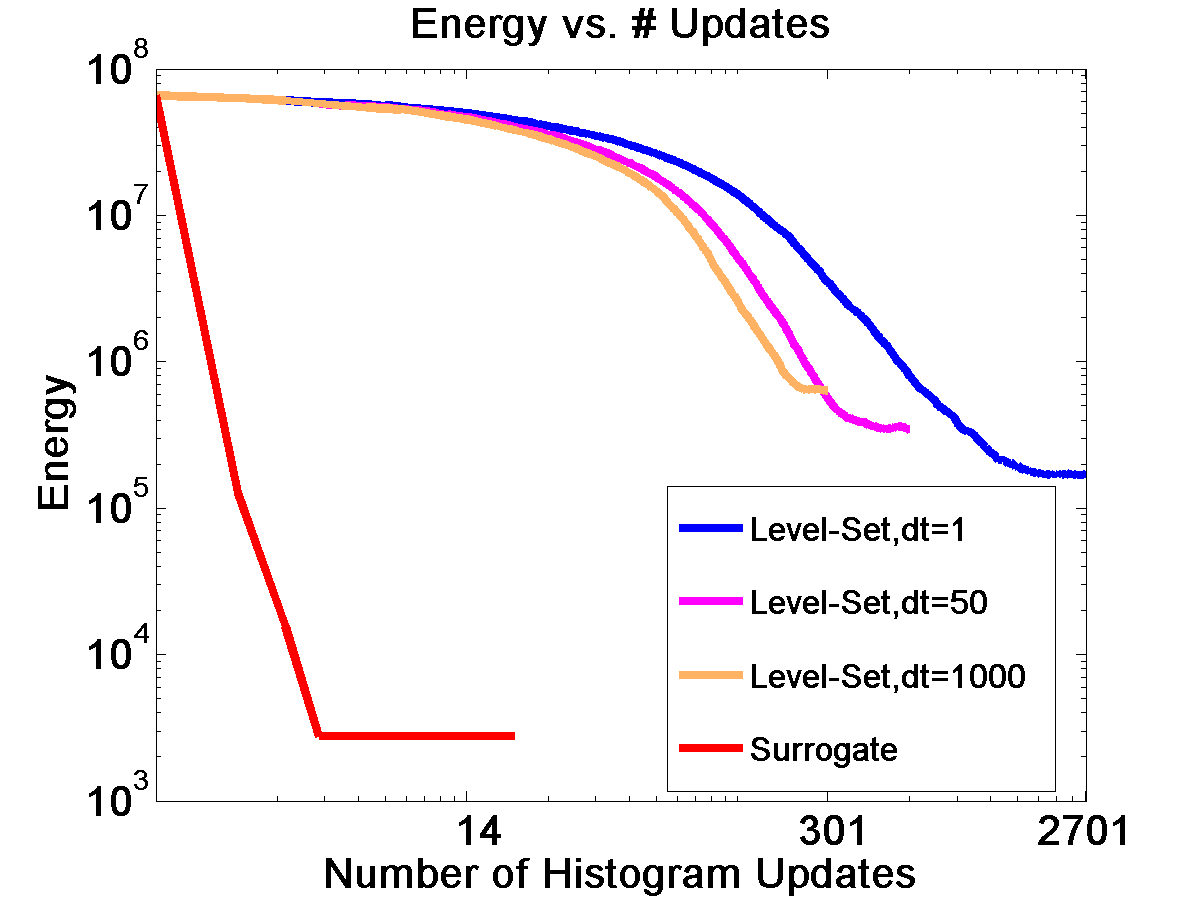 Energy vs. # Updates
10^8
10^7
10^6
10^5
10^4
10^3
Energy
Level-Set,dt=1
Level-Set,dt=50
Level-Set,dt=1000
Surrogate
14
301
2701
Number of Histogram Updates